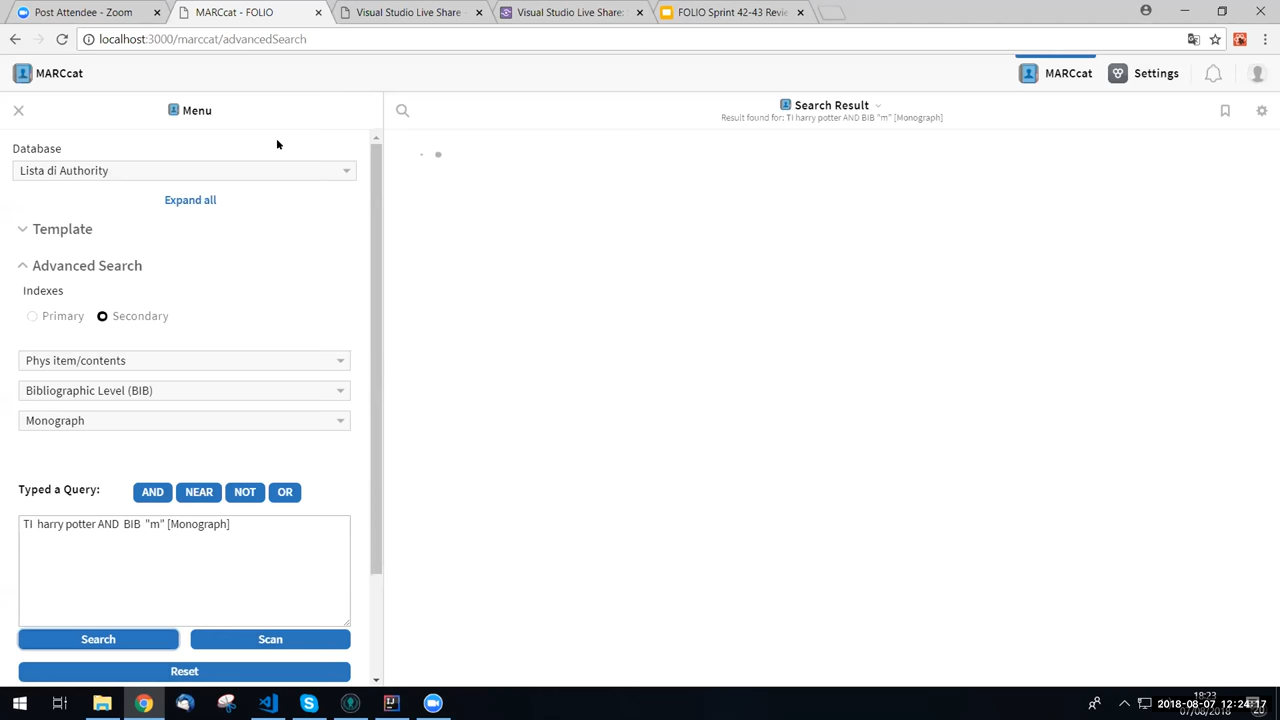 Post Attendee - Zoom
MARCcat - FOLIO
Visual Studio Live Share -
Visual Studio Live Share:
FOLIO Sprint 42-43 Revie
localhost:3000/marccat/advancedSearch
MARCcat
MARCcat
Settings
Menu
Search Result
Result found for: TI harry potter AND BIB "m" [Monograph]
Database
Lista di Authority
Expand all
Template
Advanced Search
Indexes
Primary
Secondary
Phys item/contents
Bibliographic Level (BIB)
Monograph
Typed a Query:
AND
NEAR
NOT
OR
TI harry potter AND BIB "m" [Monograph]
Search
Scan
Reset
18:23
2018-08-07 12:24:17